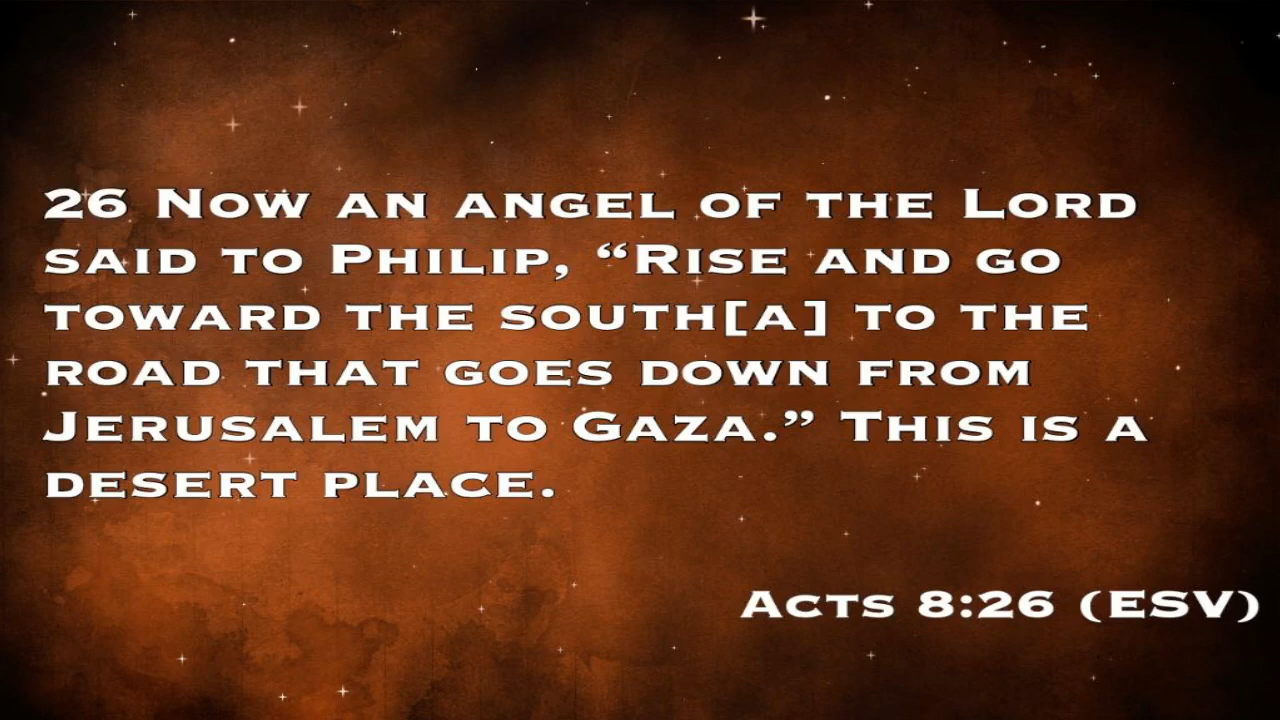 26 Now an angel of the Lord
said to Philip, “Rise and go
toward the south[a] to the
road that goes down from
Jerusalem to Gaza.” This is a
desert place.
Acts 8:26 (ESV)